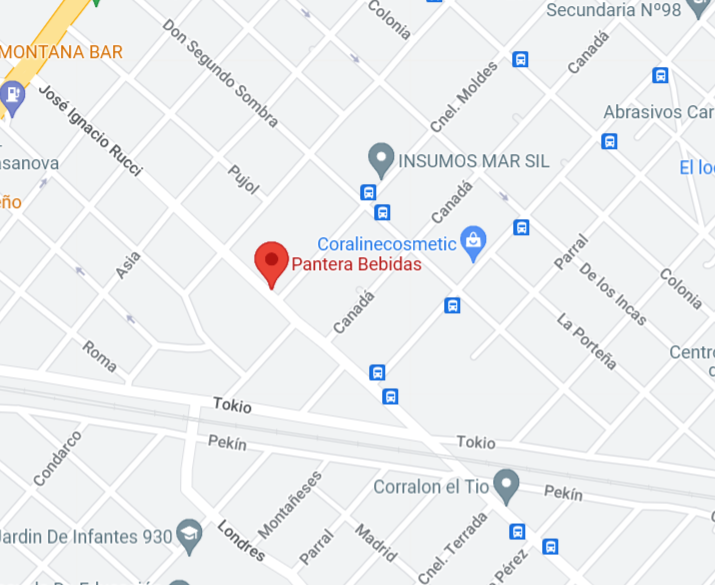 Secundaria Nº98
Colonia
MONTANA BAR
Don Segundo Sombra
Canadá
Cnel. Moldes
José Ignacio Rucci
Abrasivos Car
INSUMOS MAR SIL
asanova
El lo
Pujol
Canadá
ño
Coralinecosmetic
Pantera Bebidas
Parral
Asia
De los Incas
Colonia
Canadá
La Porteña
Roma
Centro
Tokio
Pekín
Tokio
Condarco
Corralon el Tio
Pekín
Montañeses
Jardin De Infantes 930
Londres
Parral
Madrid
Cnel. Terrada
Pérez